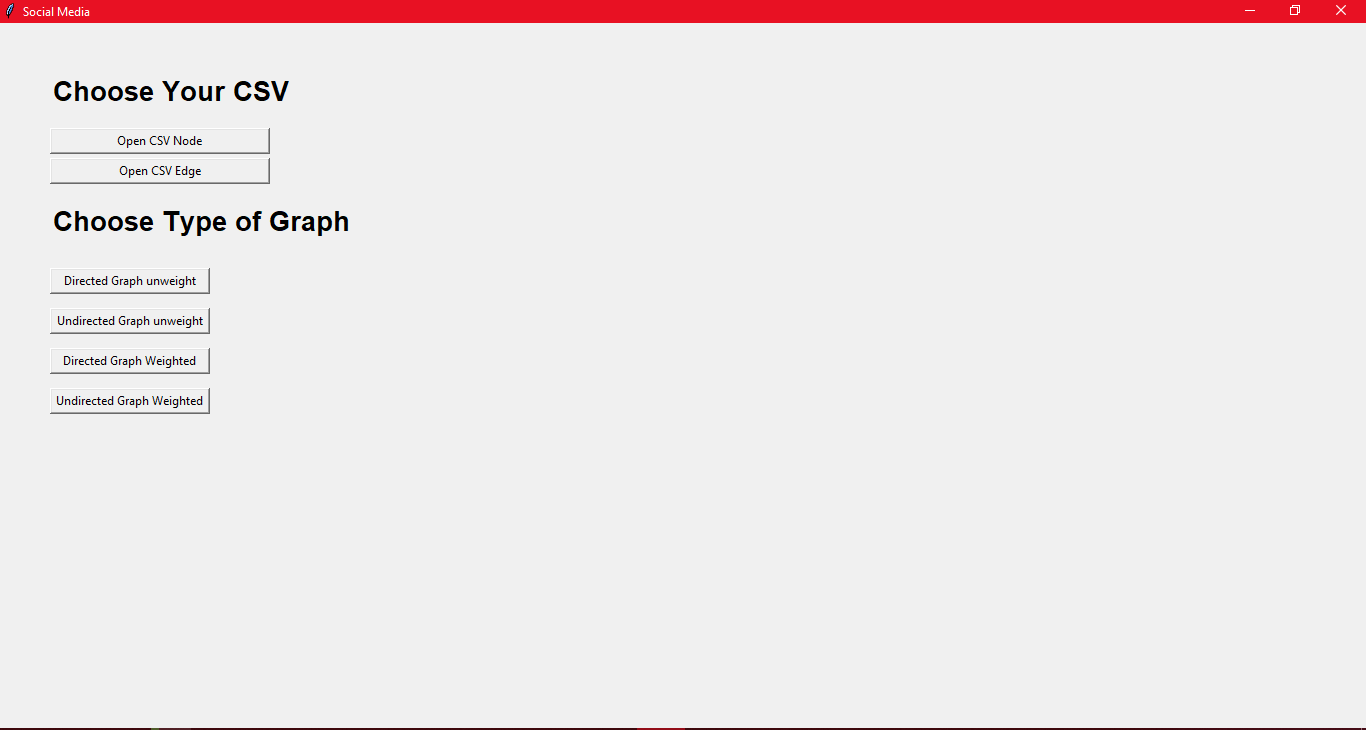 Social Media
Choose Your CSV
Open CSV Node
Open CSV Edge
Choose Type of Graph
Directed Graph unweight
Undirected Graph unweight
Directed Graph Weighted
Undirected Graph Weighted